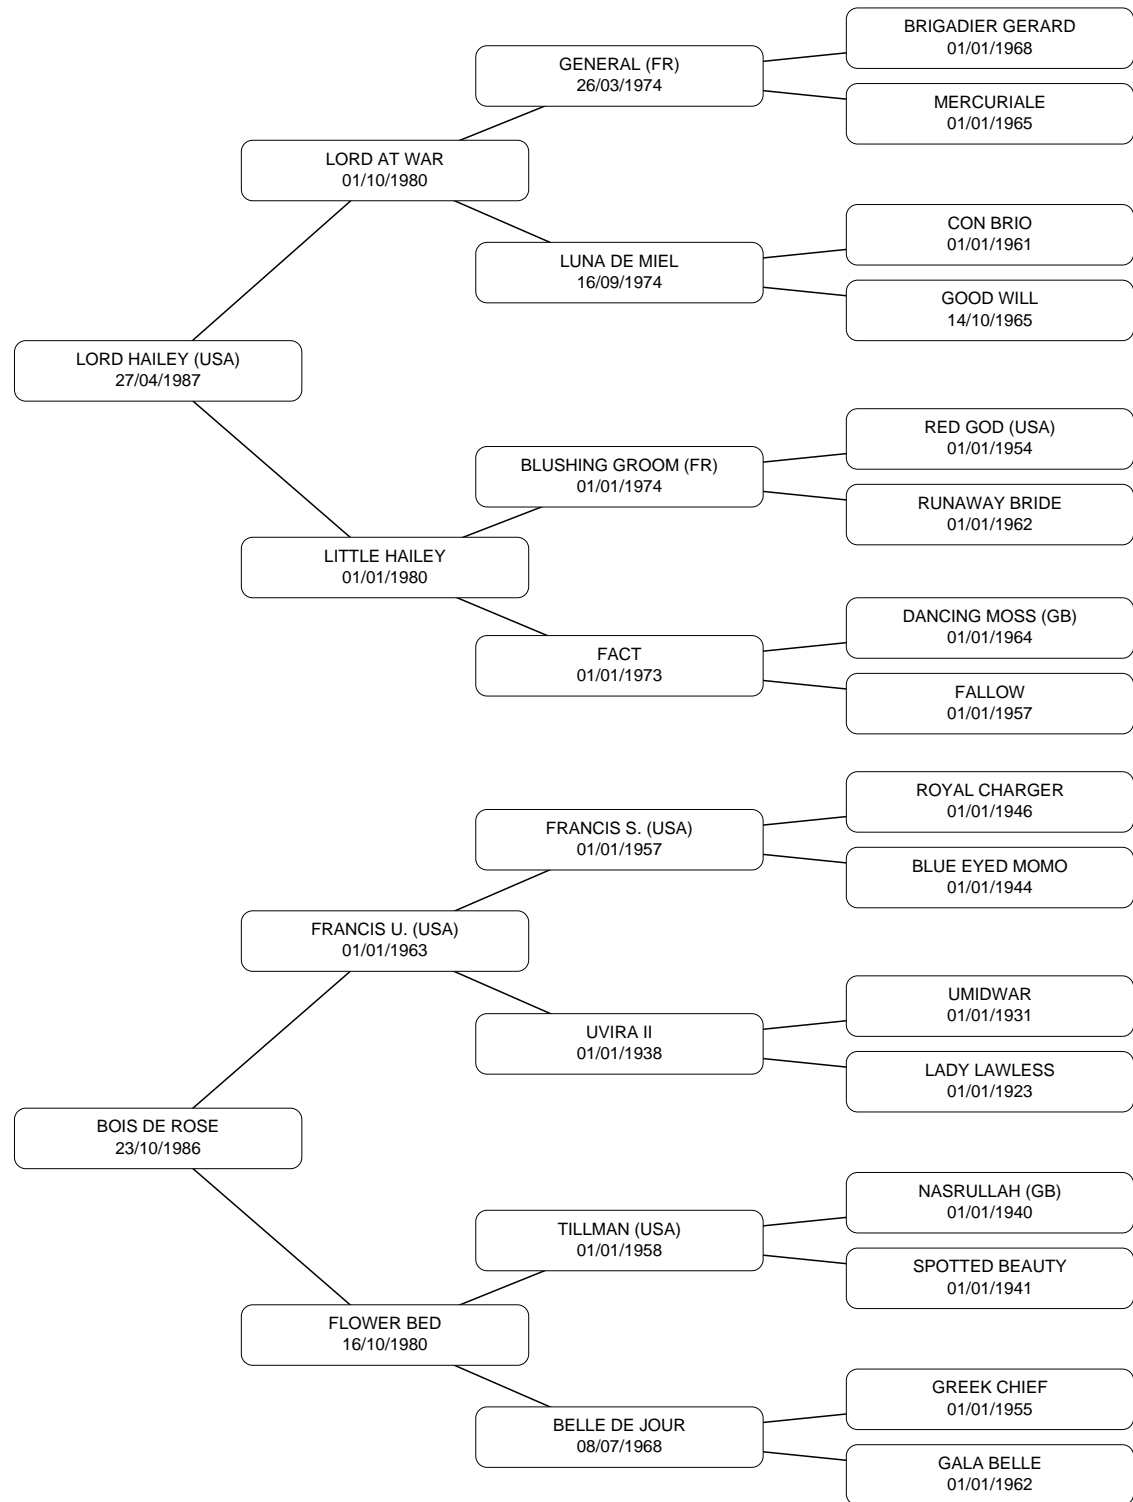 BRIGADIER GERARD
01/01/1968
GENERAL (FR)
26/03/1974
MERCURIALE
01/01/1965
LORD AT WAR
01/10/1980
CON BRIO
01/01/1961
LUNA DE MIEL
16/09/1974
GOOD WILL
14/10/1965
LORD HAILEY (USA)
27/04/1987
RED GOD (USA)
01/01/1954
BLUSHING GROOM (FR)
01/01/1974
RUNAWAY BRIDE
01/01/1962
LITTLE HAILEY
01/01/1980
DANCING MOSS (GB)
01/01/1964
FACT
01/01/1973
FALLOW
01/01/1957
ROYAL CHARGER
01/01/1946
FRANCIS S. (USA)
01/01/1957
BLUE EYED MOMO
01/01/1944
FRANCIS U. (USA)
01/01/1963
UMIDWAR
01/01/1931
UVIRA II
01/01/1938
LADY LAWLESS
01/01/1923
BOIS DE ROSE
23/10/1986
NASRULLAH (GB)
01/01/1940
TILLMAN (USA)
01/01/1958
SPOTTED BEAUTY
01/01/1941
FLOWER BED
16/10/1980
GREEK CHIEF
01/01/1955
BELLE DE JOUR
08/07/1968
GALA BELLE
01/01/1962